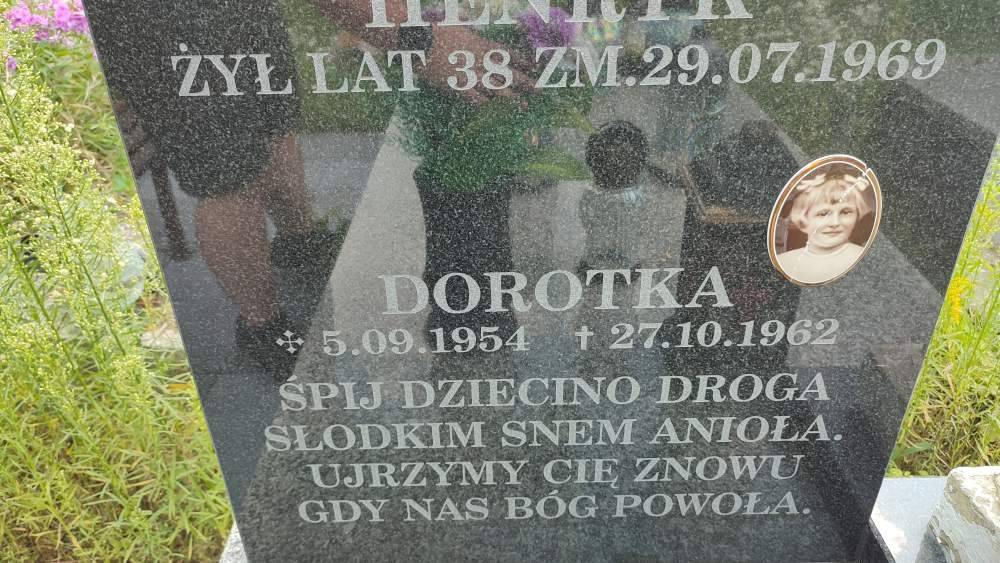 HENRYK
ŻYŁ LAT 38 ZM.29.07.1969
DOROTKA
5.09.1954 † 27.10.1962
ŚPIJ DZIECINO DROGA
SŁODKIM SNEM ANIOŁA.
UJRZYMY CIĘ ZNOWU
GDY NAS BÓG POWOŁA.